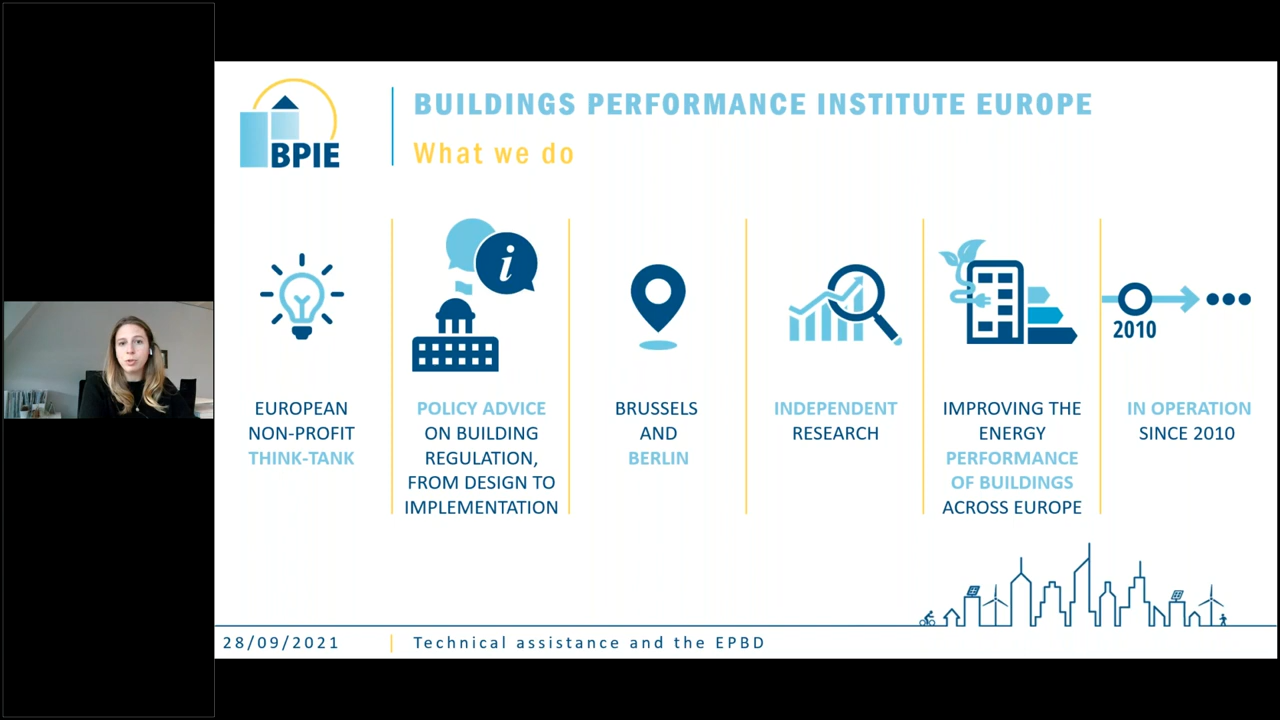 BPIE
BUILDINGS PERFORMANCE INSTITUTE EUROPE
What we do
i
2010
EUROPEAN
NON-PROFIT
THINK-TANK
POLICY ADVICE
ON BUILDING
REGULATION,
FROM DESIGN TO
IMPLEMENTATION
BRUSSELS
AND
BERLIN
INDEPENDENT
RESEARCH
IMPROVING THE
ENERGY
PERFORMANCE
OF BUILDINGS
ACROSS EUROPE
IN OPERATION
SINCE 2010
28/09/2021
Technical assistance and the EPBD